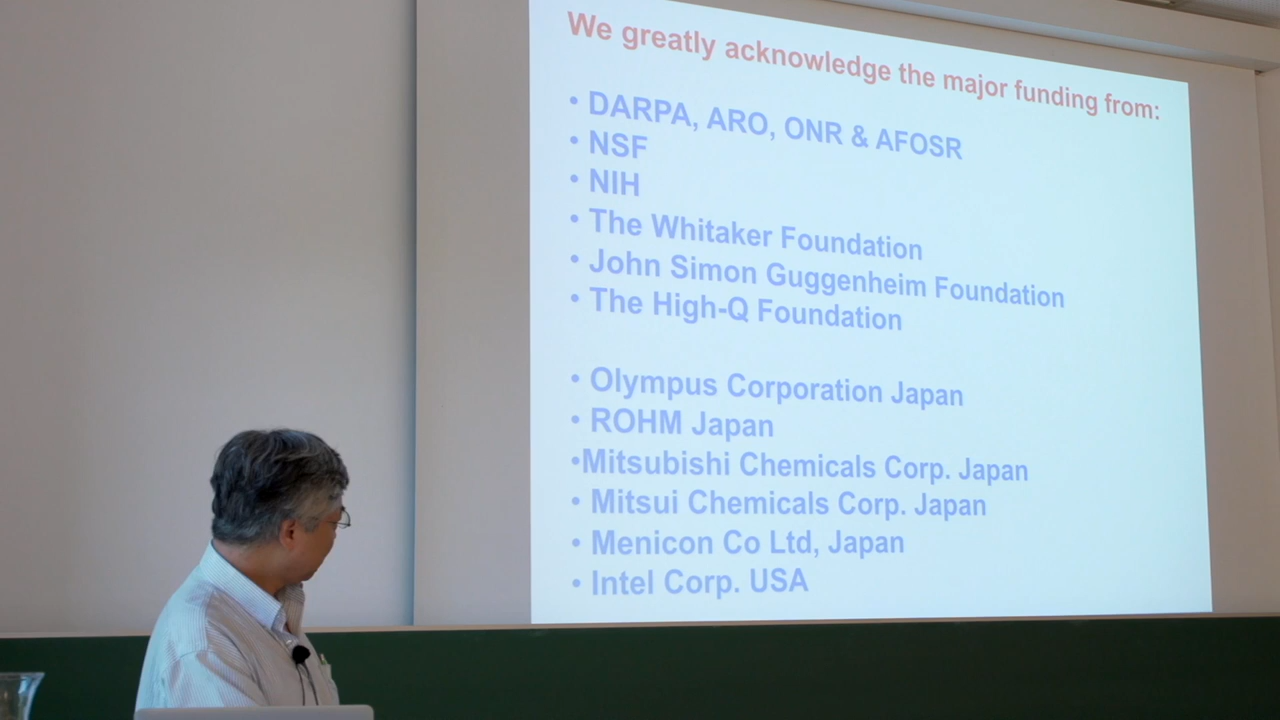 We greatly acknowledge the major funding from:
• DARPA, ARO, ONR & AFOSR
• NSF
• NIH
• The Whitaker Foundation
• John Simon Guggenheim Foundation
• The High-Q Foundation
• Olympus Corporation Japan
• ROHM Japan
•Mitsubishi Chemicals Corp. Japan
• Mitsui Chemicals Corp. Japan
• Menicon Co Ltd, Japan
• Intel Corp. USA